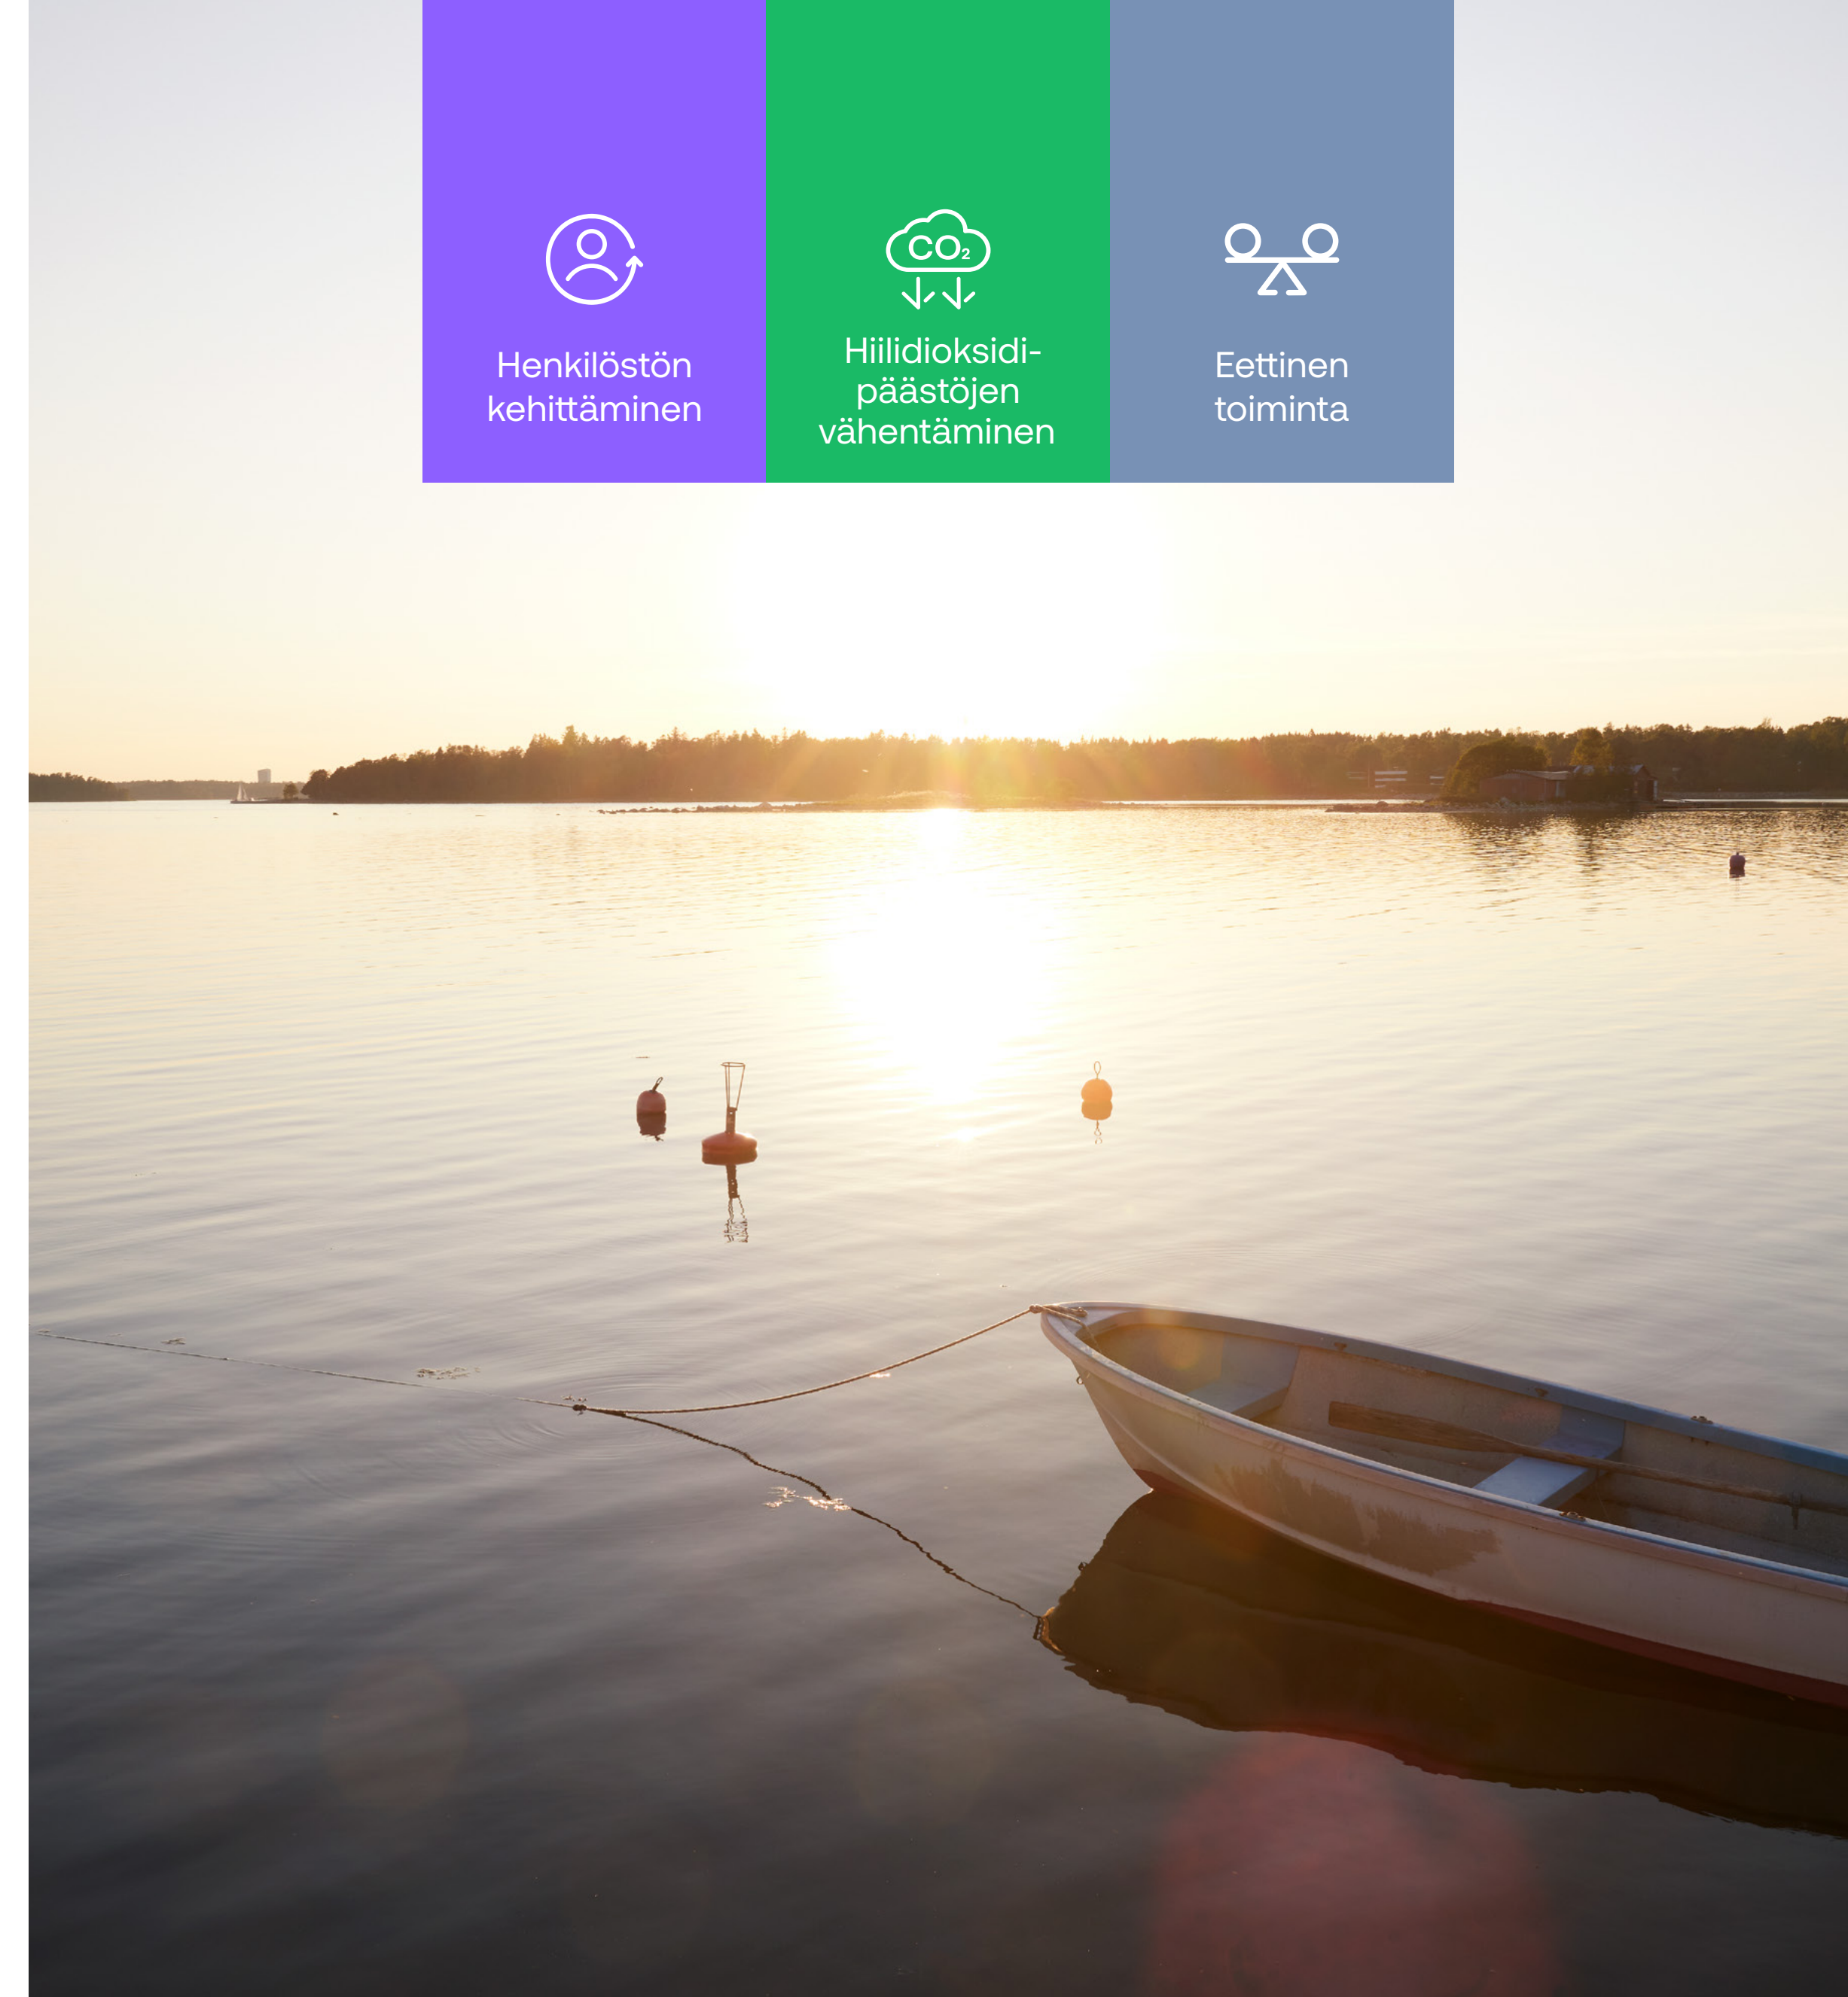 Henkilöstön
kehittäminen
CO₂
Hiilidioksidi-
päästöjen
vähentäminen
Eettinen
toiminta